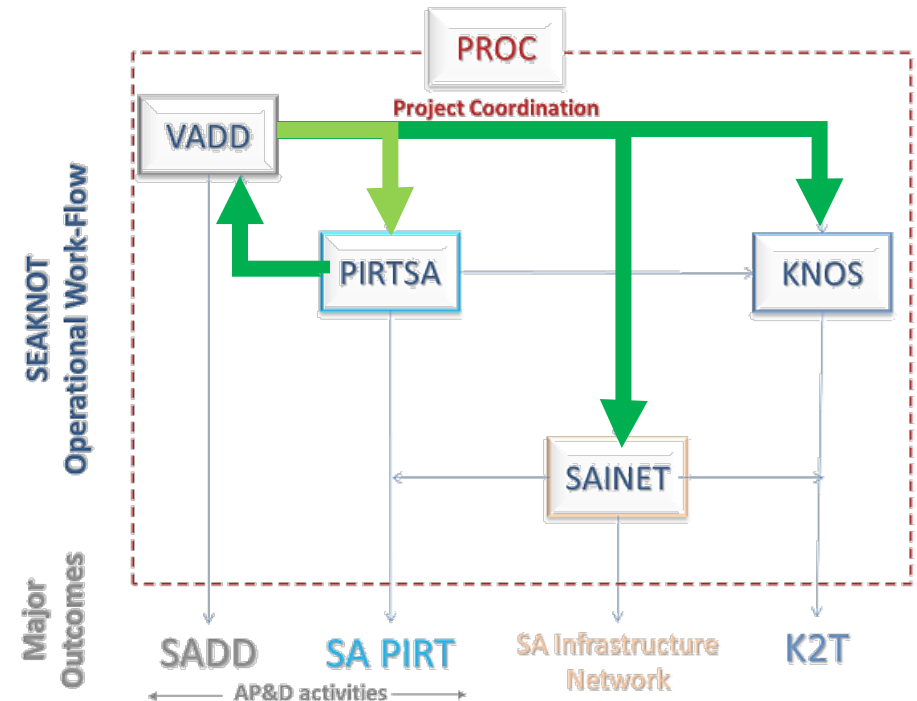 PROC
Project Coordination
VADD
PIRTSA
KNOS
SAINET
SEAKNOT
Operational Work-Flow
Major
Outcomes
SADD
SA PIRT
SA Infrastructure
Network
K2T
AP&D activities